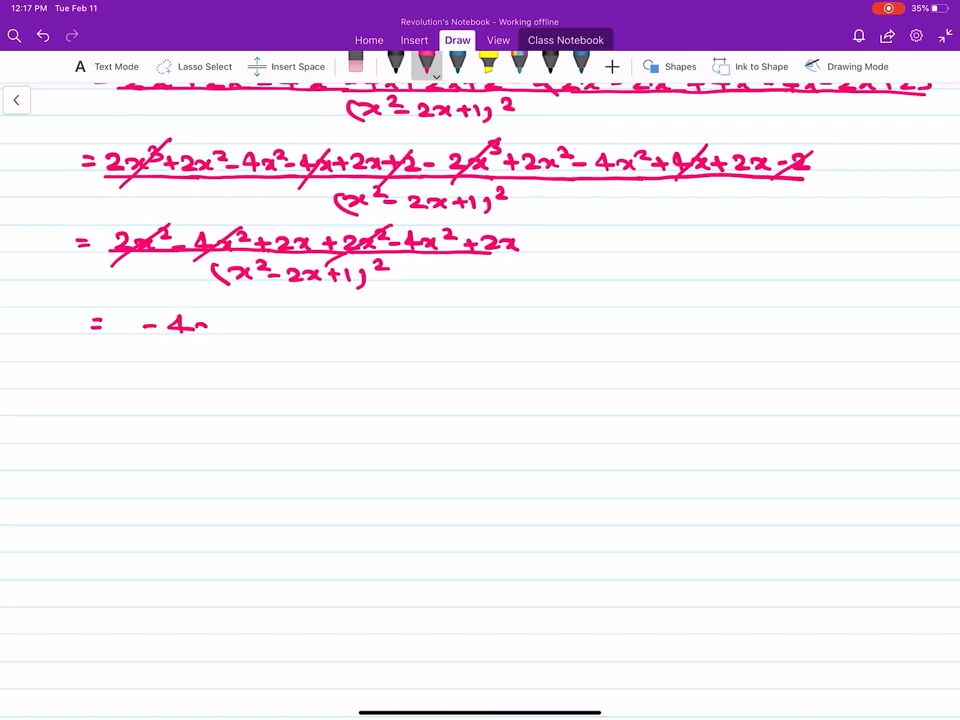 12:17 PM Tue Feb 11
35%
Revolution's Notebook - Working offline
Home Insert Draw View Class Notebook
Text Mode Lasso Select Insert Space Shapes Ink to Shape Drawing Mode
(x²- 2x+1)²
= 2x³+2x²-4x²-4x+2x+2-2x³+2x²-4x²+4x+2x-2
(x²- 2x+1)²
= 2x²-4x²+2x+2x²-4x²+2x
(x²-2x+1)²
= -4